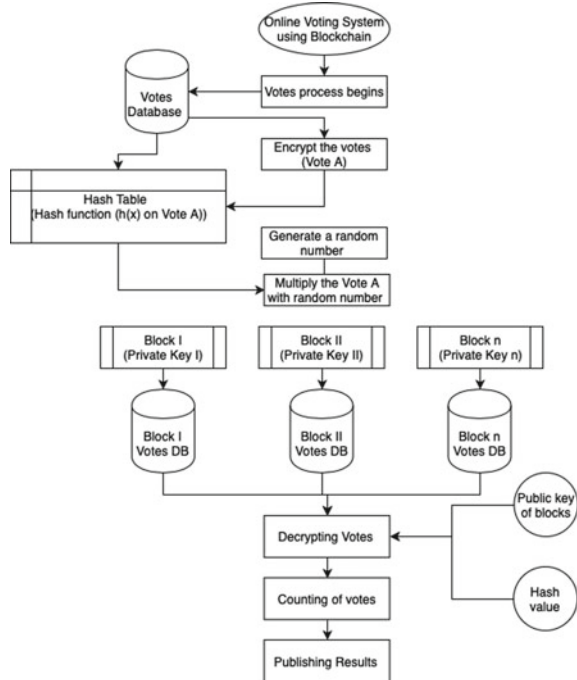 Online Voting System
using Blockchain
Votes process begins
Votes
Database
Encrypt the votes
(Vote A)
Hash Table
(Hash function (h(x) on Vote A))
Generate a random
number
Multiply the Vote A
with random number
Block I
(Private Key I)
Block II
(Private Key II)
Block n
(Private Key n)
Block I
Votes DB
Block II
Votes DB
Block n
Votes DB
Public key
of blocks
Decrypting Votes
Counting of votes
Hash
value
Publishing Results